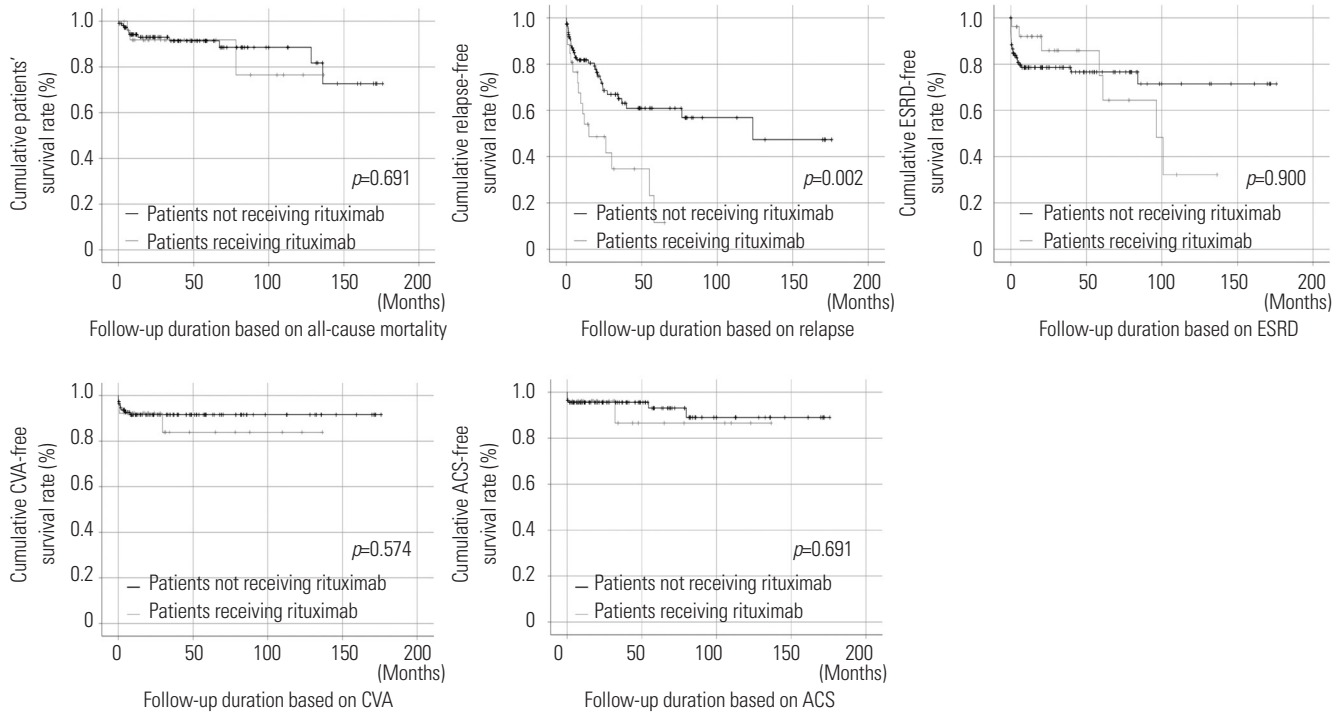 Cumulative patients'
survival rate (%)
1.0
0.8
0.6
0.4
0.2
0
p=0.691
Patients not receiving rituximab
Patients receiving rituximab
0 50 100 150 200
(Months)
Follow-up duration based on all-cause mortality
Cumulative relapse-free
survival rate (%)
1.0
0.8
0.6
0.4
0.2
0
p=0.002
Patients not receiving rituximab
Patients receiving rituximab
0 50 100 150 200
(Months)
Follow-up duration based on relapse
Cumulative ESRD-free
survival rate (%)
1.0
0.8
0.6
0.4
0.2
0
p=0.900
Patients not receiving rituximab
Patients receiving rituximab
0 50 100 150 200
(Months)
Follow-up duration based on ESRD
Cumulative CVA-free
survival rate (%)
1.0
0.8
0.6
0.4
0.2
0
p=0.574
Patients not receiving rituximab
Patients receiving rituximab
0 50 100 150 200
(Months)
Follow-up duration based on CVA
Cumulative ACS-free
survival rate (%)
1.0
0.8
0.6
0.4
0.2
0
p=0.691
Patients not receiving rituximab
Patients receiving rituximab
0 50 100 150 200
(Months)
Follow-up duration based on ACS